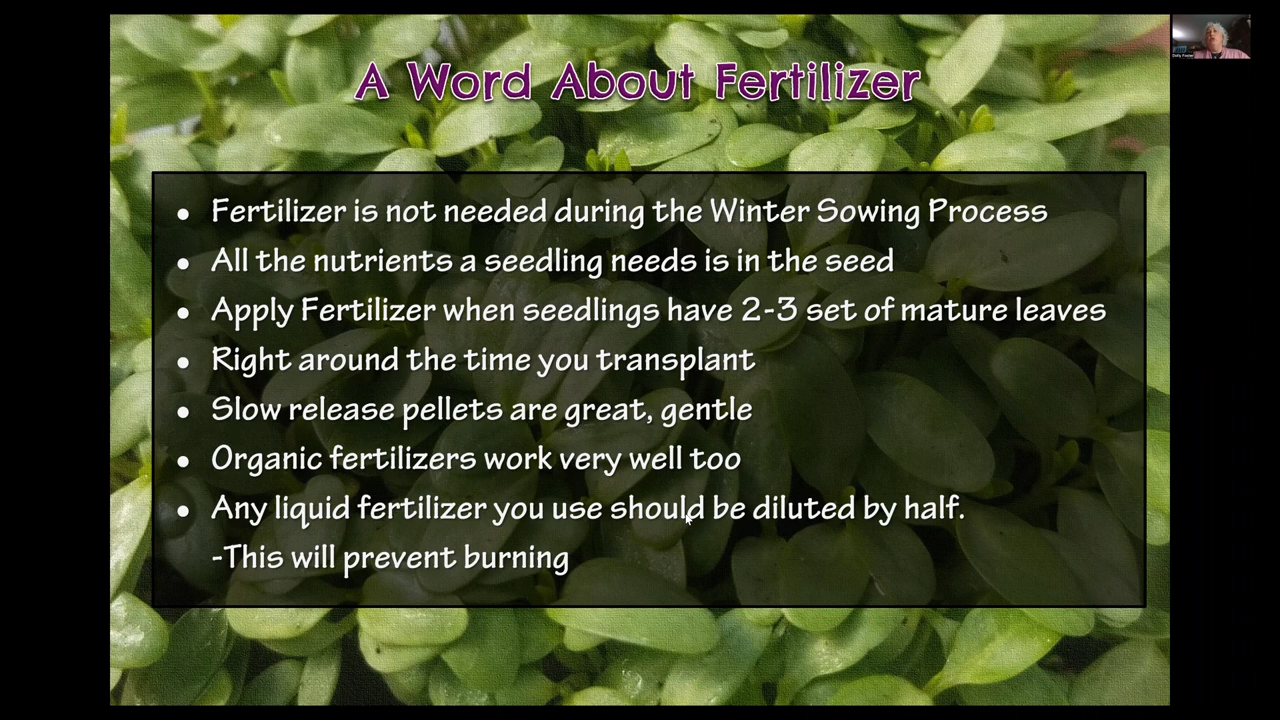 A Word About Fertilizer
• Fertilizer is not needed during the Winter Sowing Process
• All the nutrients a seedling needs is in the seed
• Apply Fertilizer when seedlings have 2-3 set of mature leaves
• Right around the time you transplant
• Slow release pellets are great, gentle
• Organic fertilizers work very well too
• Any liquid fertilizer you use should be diluted by half.
-This will prevent burning